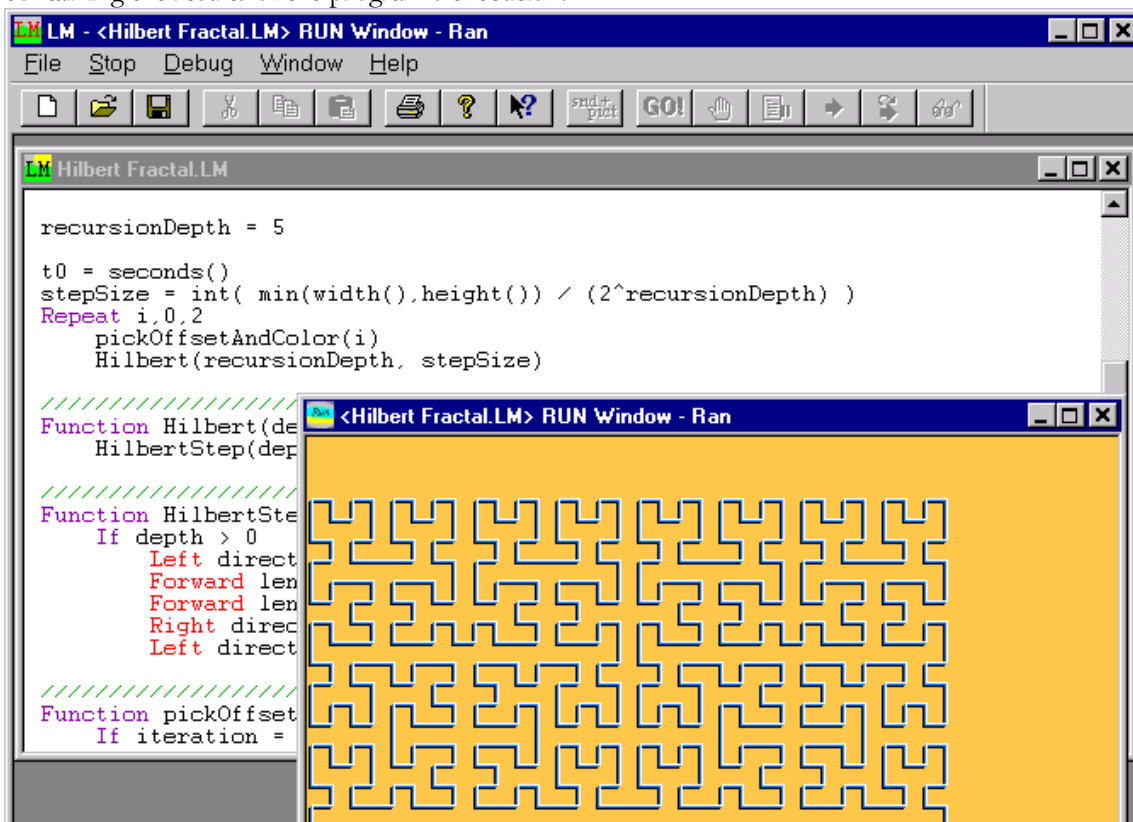 LM LM - <Hilbert Fractal.LM> RUN Window - Ran
File Stop Debug Window Help
snd+ pict GO!
LM Hilbert Fractal.LM
recursionDepth = 5
t0 = seconds()
stepSize = int( min(width(),height()) / (2^recursionDepth) )
Repeat i,0,2
pickOffsetAndColor(i)
Hilbert(recursionDepth, stepSize)
///////////////////
Run <Hilbert Fractal.LM> RUN Window - Ran
Function Hilbert(de
HilbertStep(dep
///////////////////
Function HilbertSte
If depth > 0
Left direct
Forward len
Forward len
Right direc
Left direct
///////////////////
Function pickOffset
If iteration =